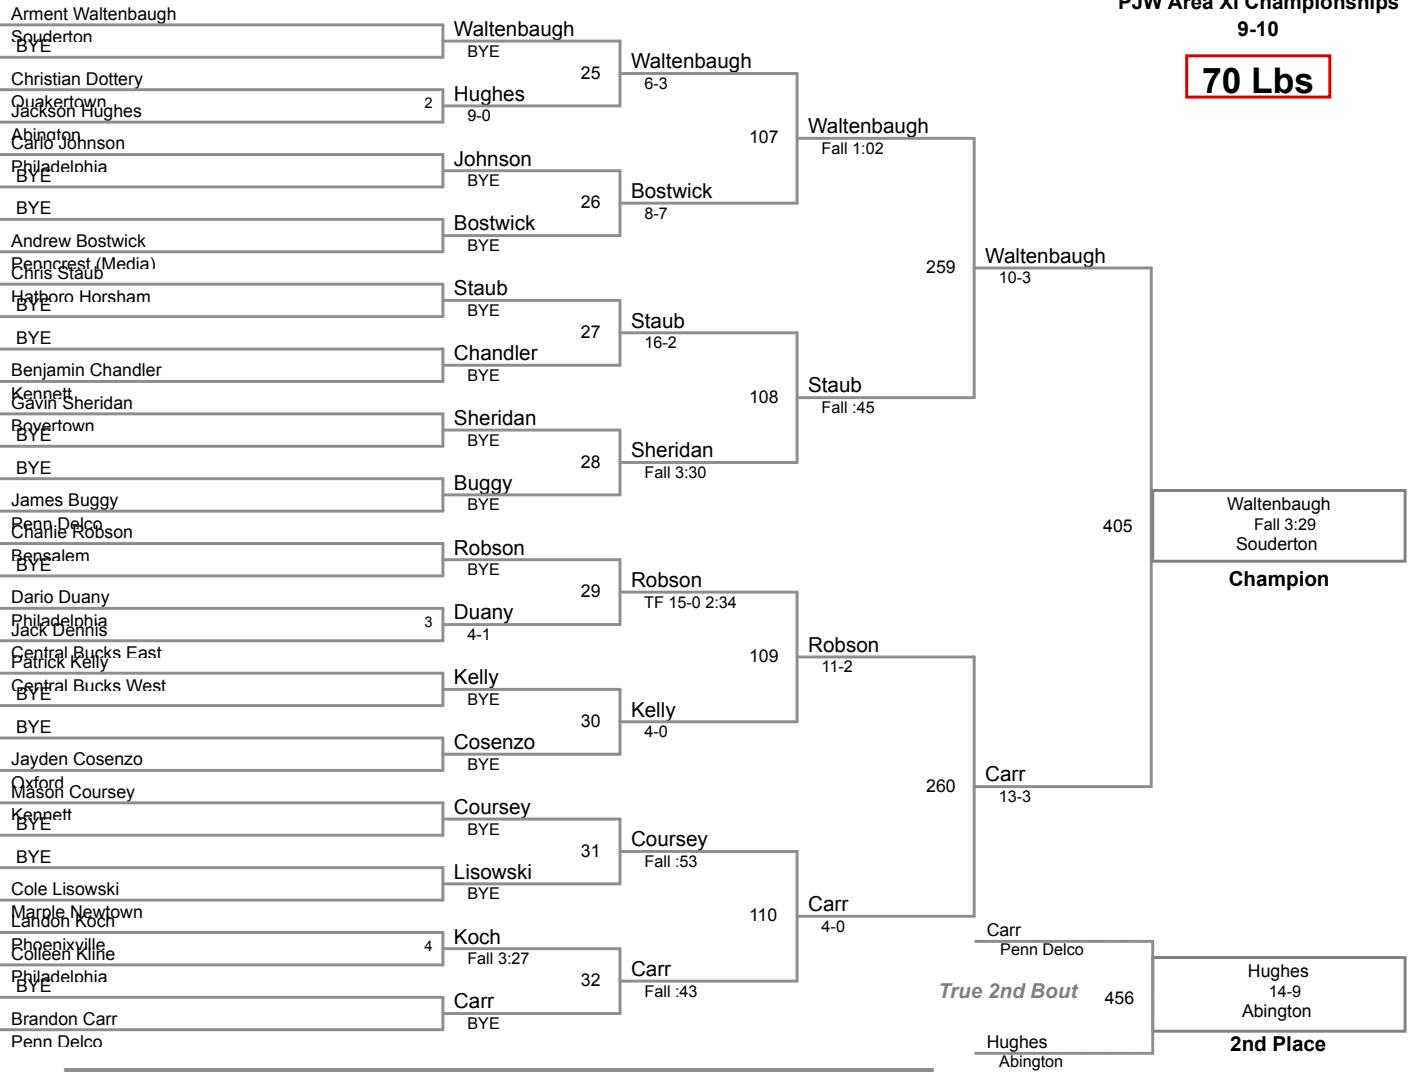 PJW Area XI Championships
9-10
70 Lbs
Arment Waltenbaugh
Souderton
BYE
Christian Dottery
Quakertown
2
Jackson Hughes
Abington
Carlo Johnson
Philadelphia
BYE
BYE
Andrew Bostwick
Penncrest (Media)
Chris Staub
Hatboro Horsham
BYE
BYE
Benjamin Chandler
Kennett
Gavin Sheridan
Boyertown
BYE
BYE
James Buggy
Penn Delco
Charlie Robson
Bensalem
BYE
Dario Duany
Philadelphia
3
Jack Dennis
Central Bucks East
Patrick Kelly
Central Bucks West
BYE
BYE
Jayden Cosenzo
Oxford
Mason Coursey
Kennett
BYE
BYE
Cole Lisowski
Marple Newtown
Landon Koch
Phoenixville
4
Colleen Kline
Philadelphia
BYE
Brandon Carr
Penn Delco
Waltenbaugh
BYE
25
Hughes
9-0
Johnson
BYE
26
Bostwick
BYE
Staub
BYE
27
Chandler
BYE
Sheridan
BYE
28
Buggy
BYE
Robson
BYE
29
Duany
4-1
Kelly
BYE
30
Cosenzo
BYE
Coursey
BYE
31
Lisowski
BYE
Koch
Fall 3:27
32
Carr
BYE
Waltenbaugh
6-3
107
Bostwick
8-7
Staub
16-2
108
Sheridan
Fall 3:30
Robson
TF 15-0 2:34
109
Kelly
4-0
Coursey
Fall :53
110
Carr
Fall :43
Waltenbaugh
Fall 1:02
259
Staub
Fall :45
Robson
11-2
260
Carr
4-0
Waltenbaugh
10-3
405
Carr
13-3
Waltenbaugh
Fall 3:29
Souderton
Champion
Carr
Penn Delco
True 2nd Bout
456
Hughes
Abington
Hughes
14-9
Abington
2nd Place